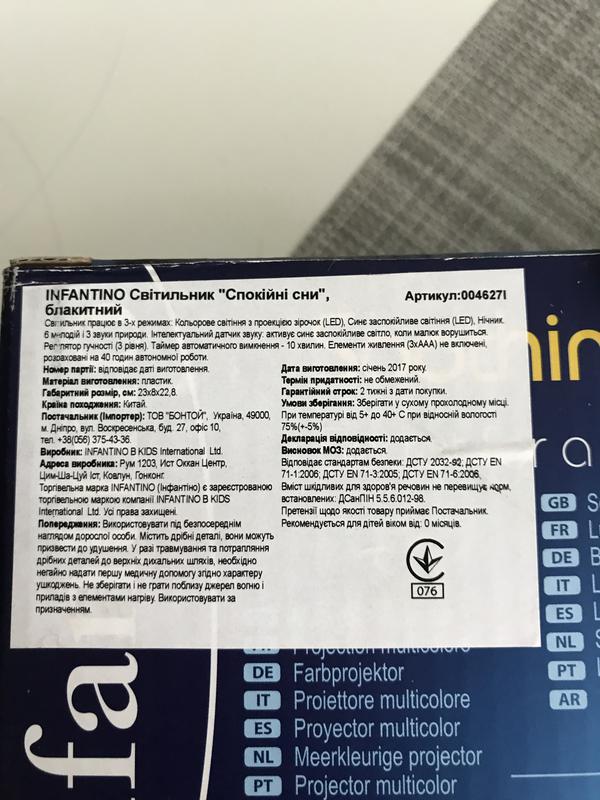 INFANTINO Світильник "Спокійні сни", Артикул:004627I
блакитний
Світильник працює в 3-х режимах: Кольорове світіння з проекцією зірочок (LED), Синє заспокійливе світіння (LED), Нічник.
6 мелодій і 3 звуки природи. Інтелектуальний датчик звуку: активує синє заспокійливе світло, коли малюк ворушиться.
Регулятор гучності (3 рівня). Таймер автоматичного вимкнення - 10 хвилин. Елементи живлення (3хААА) не включені,
розраховані на 40 годин автономної роботи.
Номер партії: відповідає даті виготовлення.
Матеріал виготовлення: пластик.
Габаритний розмір, см: 23х8х22,8.
Країна походження: Китай.
Постачальник (Імпортер): ТОВ "БОНТОЙ", Україна, 49000,
м. Дніпро, вул. Воскресенська, буд. 27, офіс 10,
тел. +38(056) 375-43-36.
Виробник: INFANTINO B KIDS International Ltd.
Адреса виробника: Рум 1203, Ист Оккан Центр,
Цим-Ша-Цуй Іст, Ковлун, Гонконг.
Торгівельна марка INFANTINO (Інфантіно) є зареєстрованою
торгівельною маркою компанії INFANTINO B KIDS
International Ltd. Усі права захищені.
Попередження: Використовувати під безпосереднім
наглядом дорослої особи. Містить дрібні деталі, вони можуть
призвести до удушення. У разі травмування та потрапляння
дрібних деталей до верхніх дихальних шляхів, необхідно
негайно надати першу медичну допомогу згідно характеру
ушкоджень. Не зберігати і не грати поблизу джерел вогню і
приладів з елементами нагріву. Використовувати за
призначенням.
Дата виготовлення: січень 2017 року.
Термін придатності: не обмежений.
Гарантійний строк: 2 тижні з дати покупки.
Умови зберігання: Зберігати у сухому прохолодному місці.
При температурі від 5+ до 40+ С при відносній вологості
75%(+-5%)
Декларація відповідності: додається.
Висновок МОЗ: додається.
Відповідає стандартам безпеки: ДСТУ 2032-92; ДСТУ EN
71-1:2006; ДСТУ EN 71-3:2005; ДСТУ EN 71-6:2006.
Вміст шкідливих для здоров'я речовин не перевищує норм,
встановлених: ДСанПІН 5.5.6.012-98.
Претензії щодо якості товару приймає Постачальник.
Рекомендується для дітей віком від: 0 місяців.
076
Projection multicolore
DE Farbprojektor
IT Proiettore multicolore
ES Proyector multicolor
NL Meerkleurige projector
PT Projector multicolor
GB S
FR
DE B
IT L
ES L
NL S
PT
AR